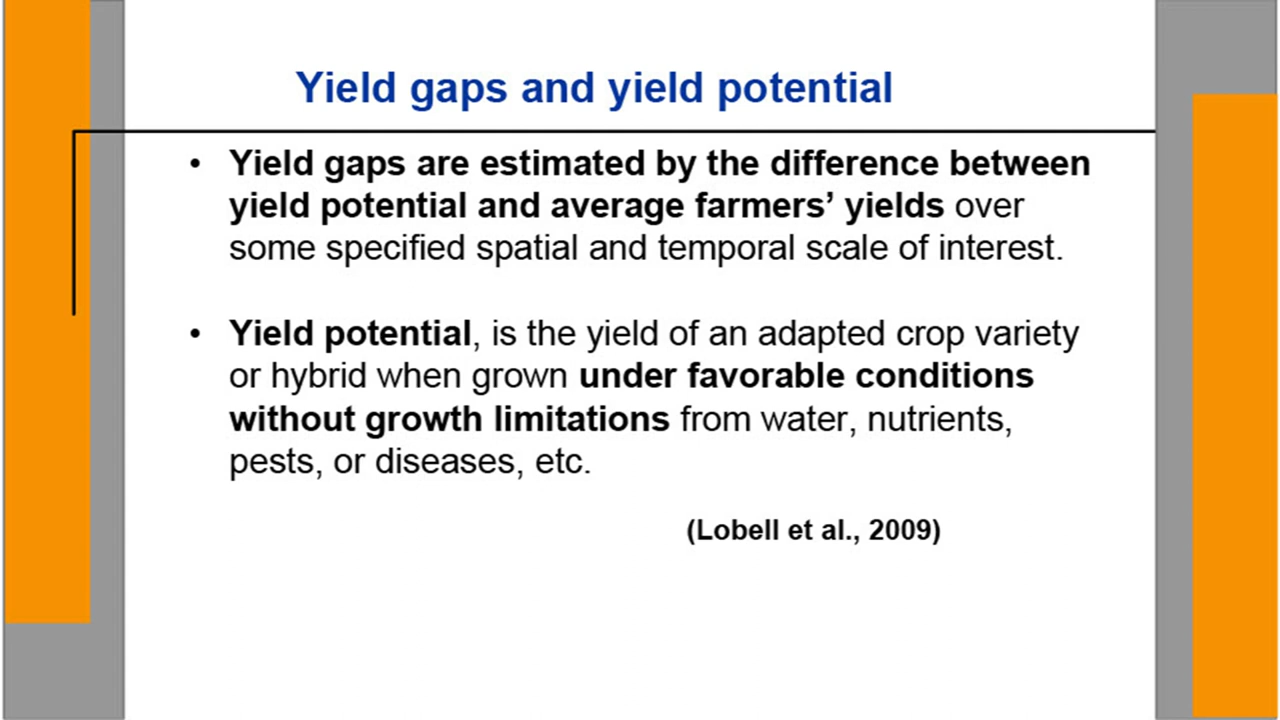 Yield gaps and yield potential
• Yield gaps are estimated by the difference between
yield potential and average farmers’ yields over
some specified spatial and temporal scale of interest.
• Yield potential, is the yield of an adapted crop variety
or hybrid when grown under favorable conditions
without growth limitations from water, nutrients,
pests, or diseases, etc.
(Lobell et al., 2009)